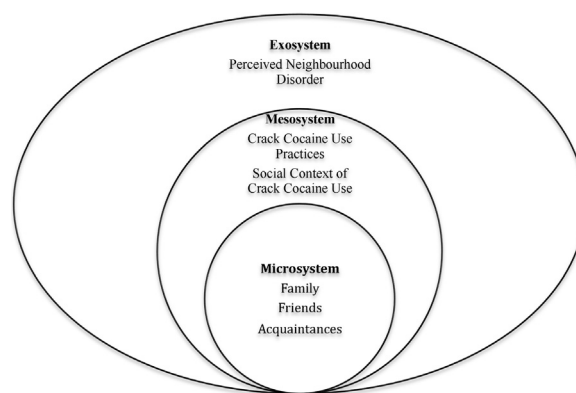 Exosystem
Perceived Neighbourhood
Disorder
Mesosystem
Crack Cocaine Use
Practices
Social Context of
Crack Cocaine Use
Microsystem
Family
Friends
Acquaintances